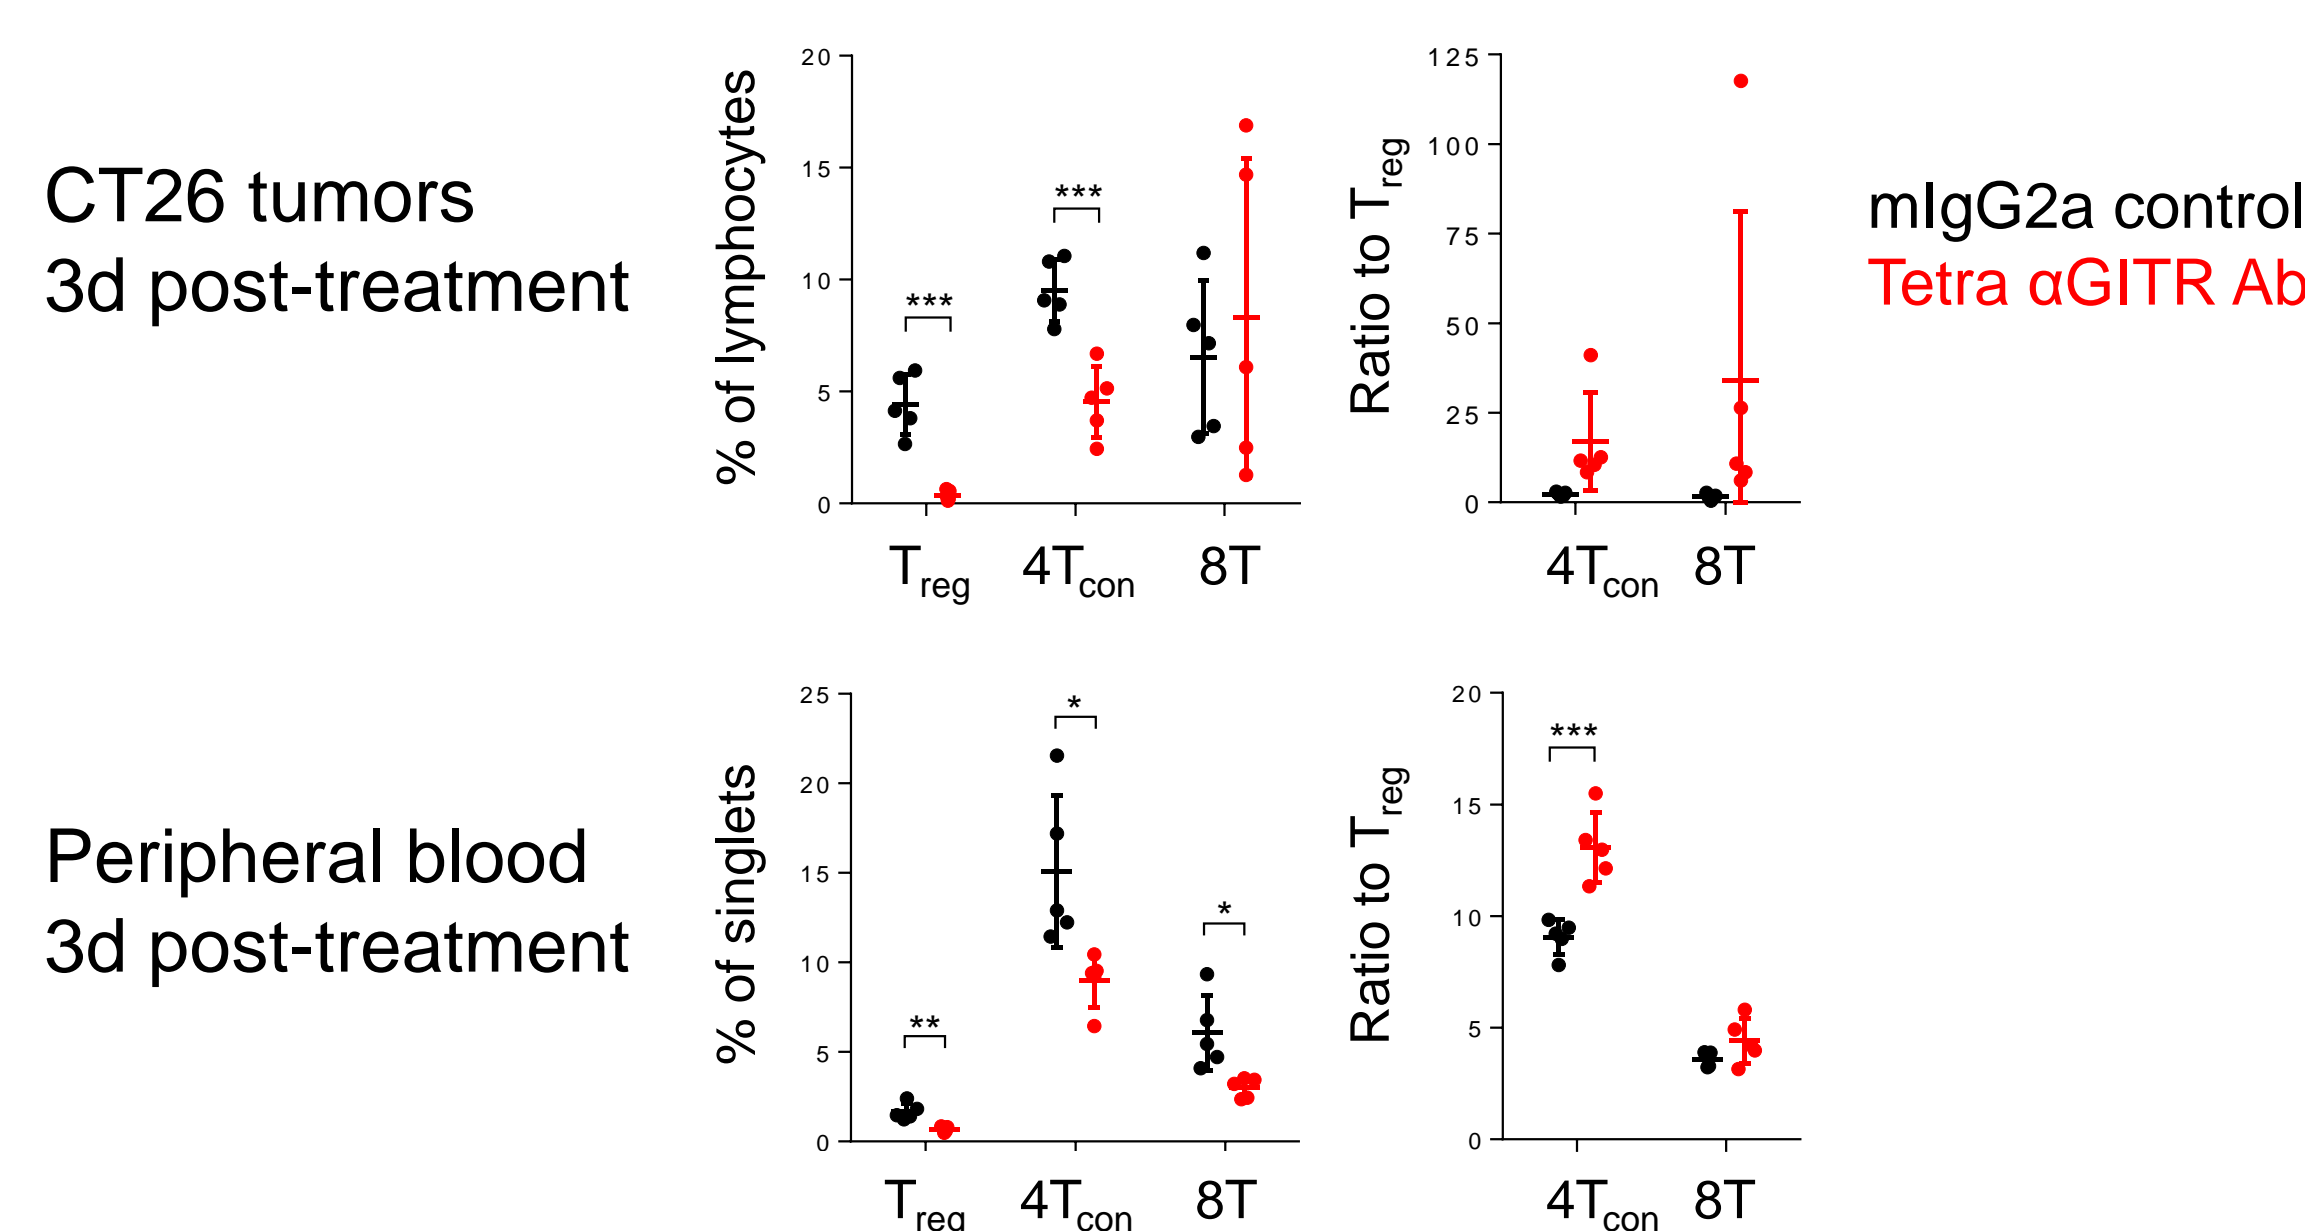 CT26 tumors
3d post-treatment
% of lymphocytes
20
15
10
5
0
***
***
Treg
4Tcon
8T
Ratio to Treg
125
100
75
50
25
0
4Tcon
8T
mIgG2a control
Tetra αGITR Ab
Peripheral blood
3d post-treatment
% of singlets
25
20
15
10
5
0
**
*
*
Treg
4Tcon
8T
Ratio to Treg
20
15
10
5
0
***
4Tcon
8T